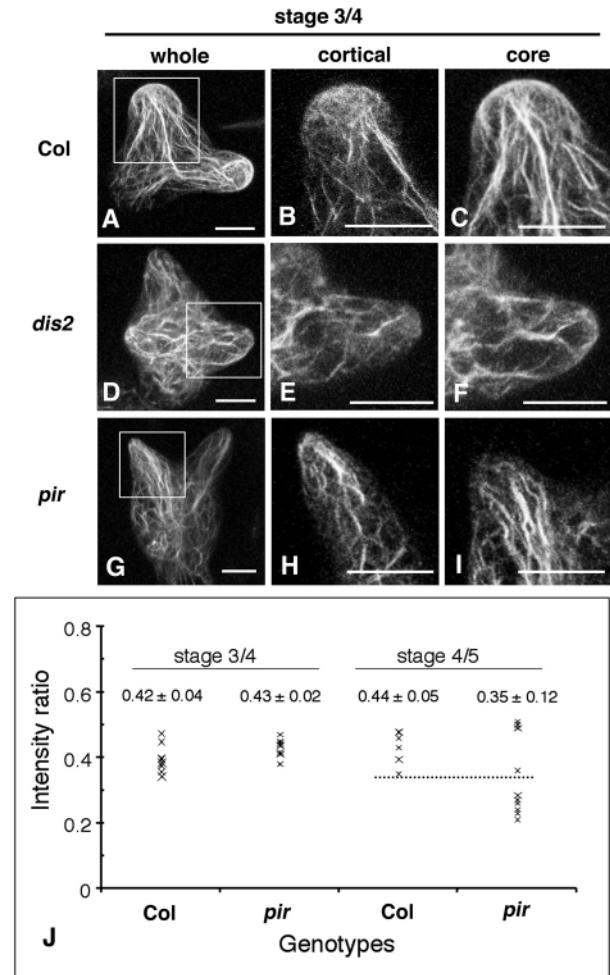 stage 3/4
whole cortical core
Col
A B C
dis2
D E F
pir
G H I
0.8
stage 3/4 stage 4/5
0.42 ± 0.04 0.43 ± 0.02 0.44 ± 0.05 0.35 ± 0.12
0.6
Intensity ratio
0.4
0.2
0
Col pir Col pir
J Genotypes